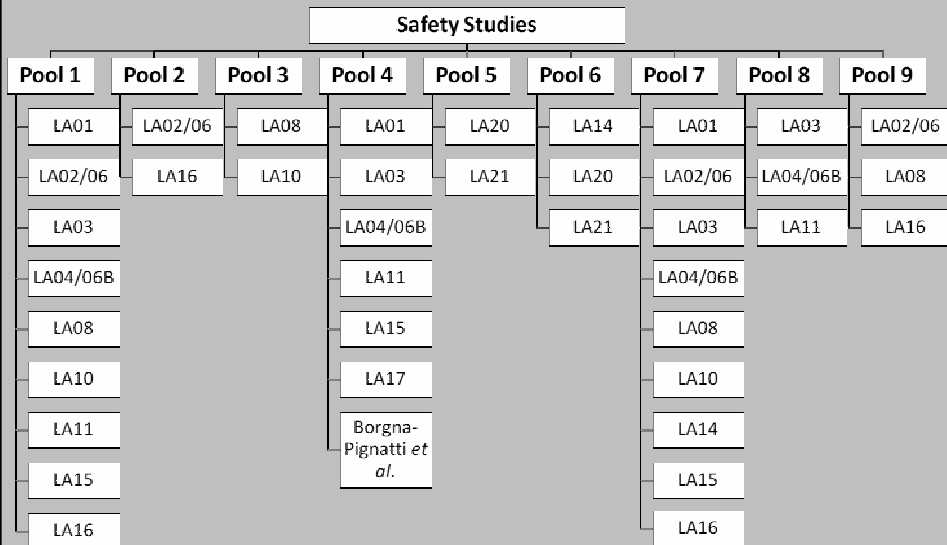 Safety Studies
Pool 1
Pool 2
Pool 3
Pool 4
Pool 5
Pool 6
Pool 7
Pool 8
Pool 9
LA01
LA02/06
LA03
LA04/06B
LA08
LA10
LA11
LA15
LA16
LA02/06
LA16
LA08
LA10
LA01
LA03
LA04/06B
LA11
LA15
LA17
Borgna-
Pignatti et
al.
LA20
LA21
LA14
LA20
LA21
LA01
LA02/06
LA03
LA04/06B
LA08
LA10
LA14
LA15
LA16
LA03
LA04/06B
LA11
LA02/06
LA08
LA16